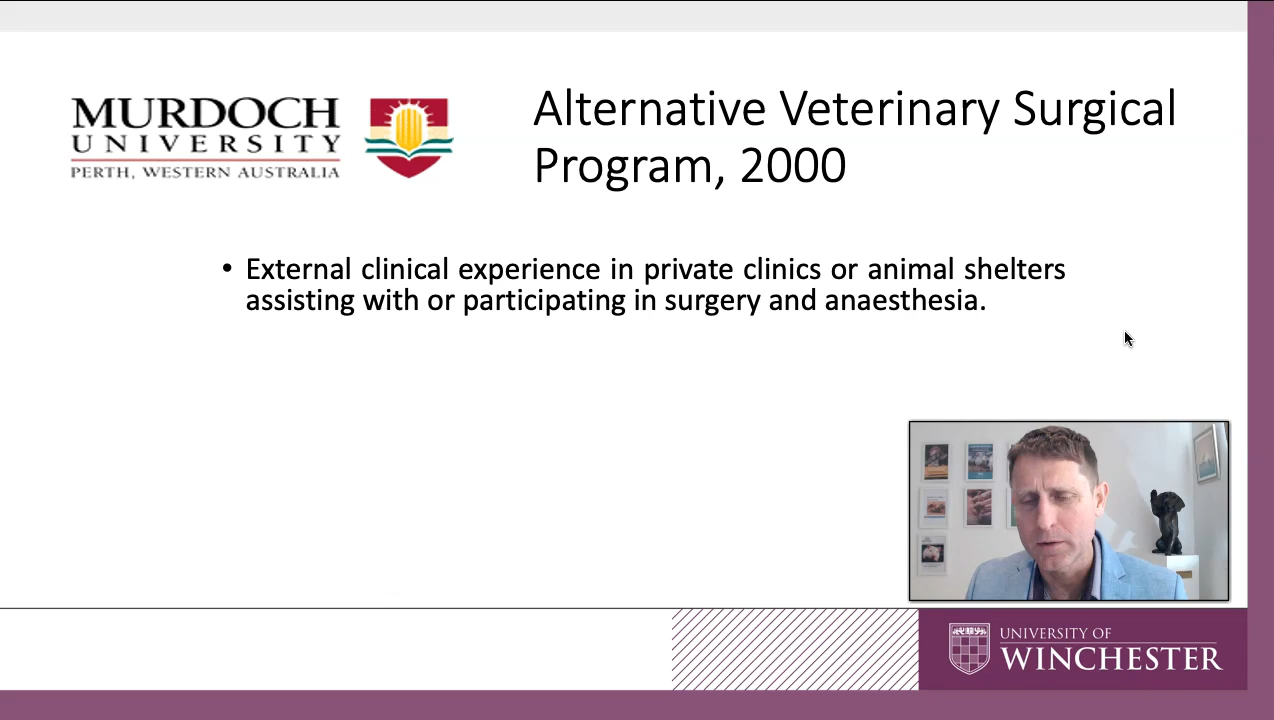 MURDOCH
UNIVERSITY
PERTH, WESTERN AUSTRALIA
Alternative Veterinary Surgical
Program, 2000
• External clinical experience in private clinics or animal shelters
assisting with or participating in surgery and anaesthesia.
UNIVERSITY OF
WINCHESTER